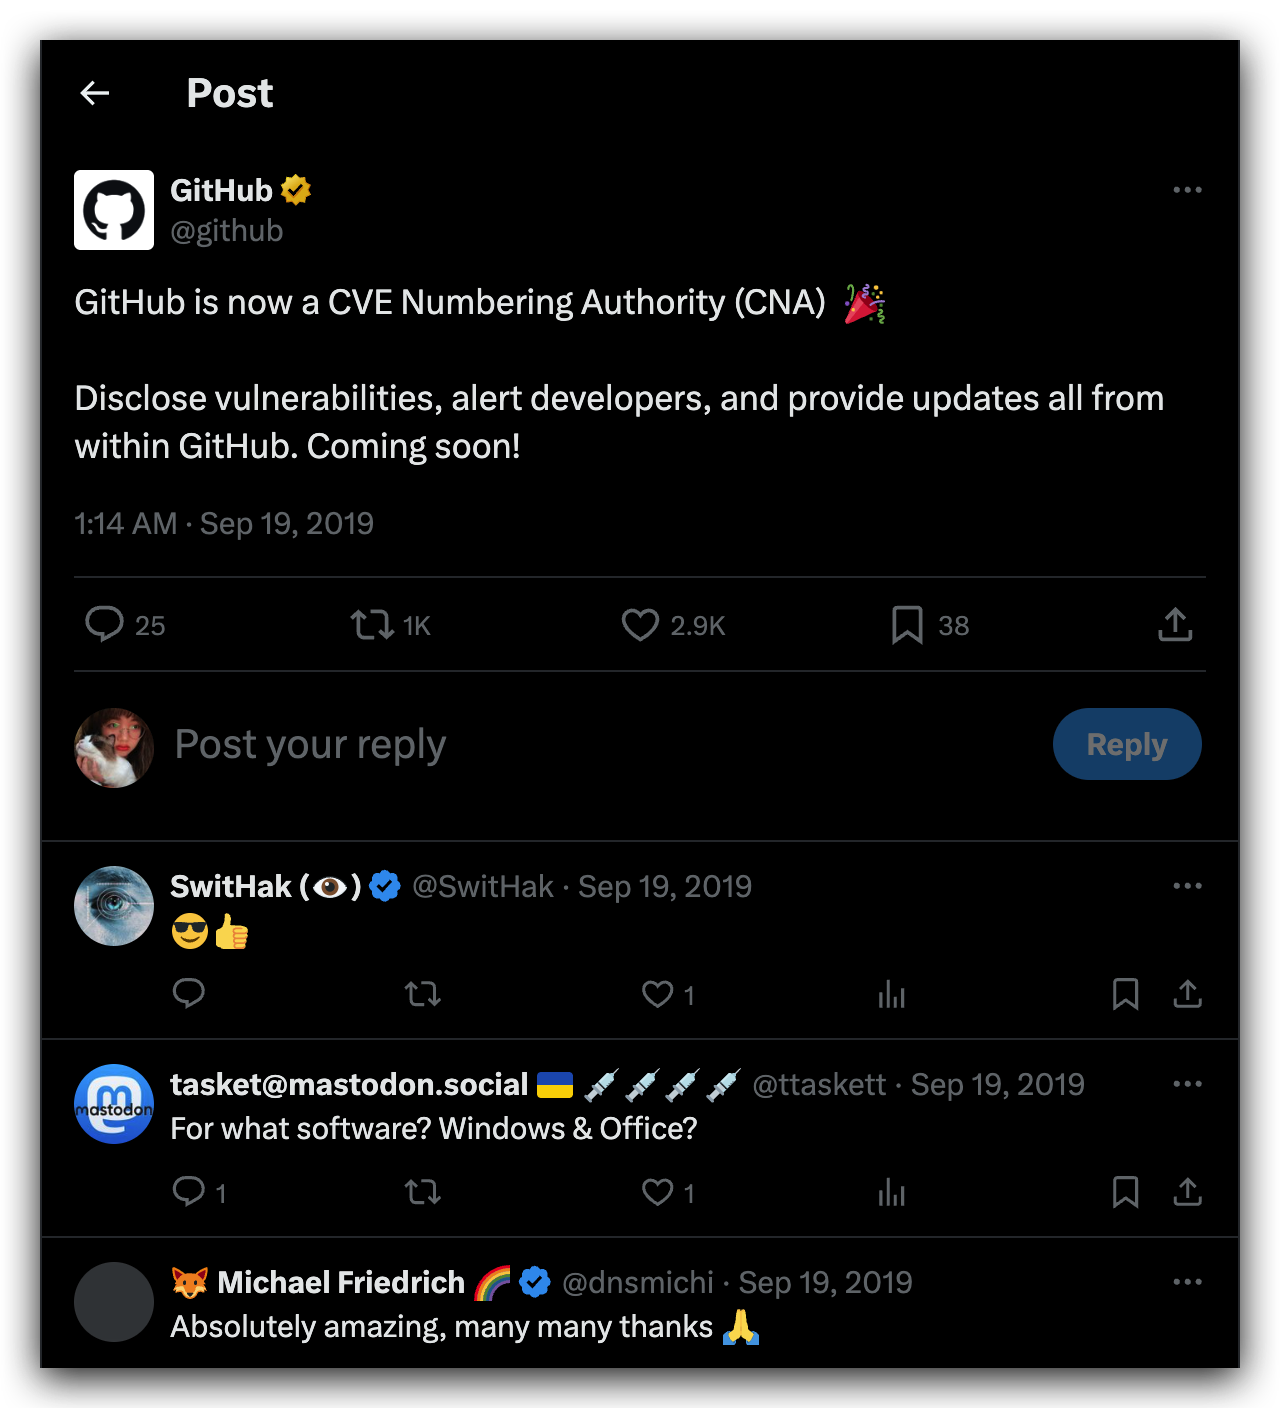 Post
GitHub
@github
GitHub is now a CVE Numbering Authority (CNA) 🎉
Disclose vulnerabilities, alert developers, and provide updates all from
within GitHub. Coming soon!
1:14 AM · Sep 19, 2019
25 1K 2.9K 38
Post your reply Reply
SwitHak (👁️) @SwitHak · Sep 19, 2019
😎👍
1
tasket@mastodon.social 🇺🇦 💉💉💉💉 @ttaskett · Sep 19, 2019
mastodon
For what software? Windows & Office?
1 1
🦊 Michael Friedrich 🌈 @dnsmichi · Sep 19, 2019
Absolutely amazing, many many thanks 🙏